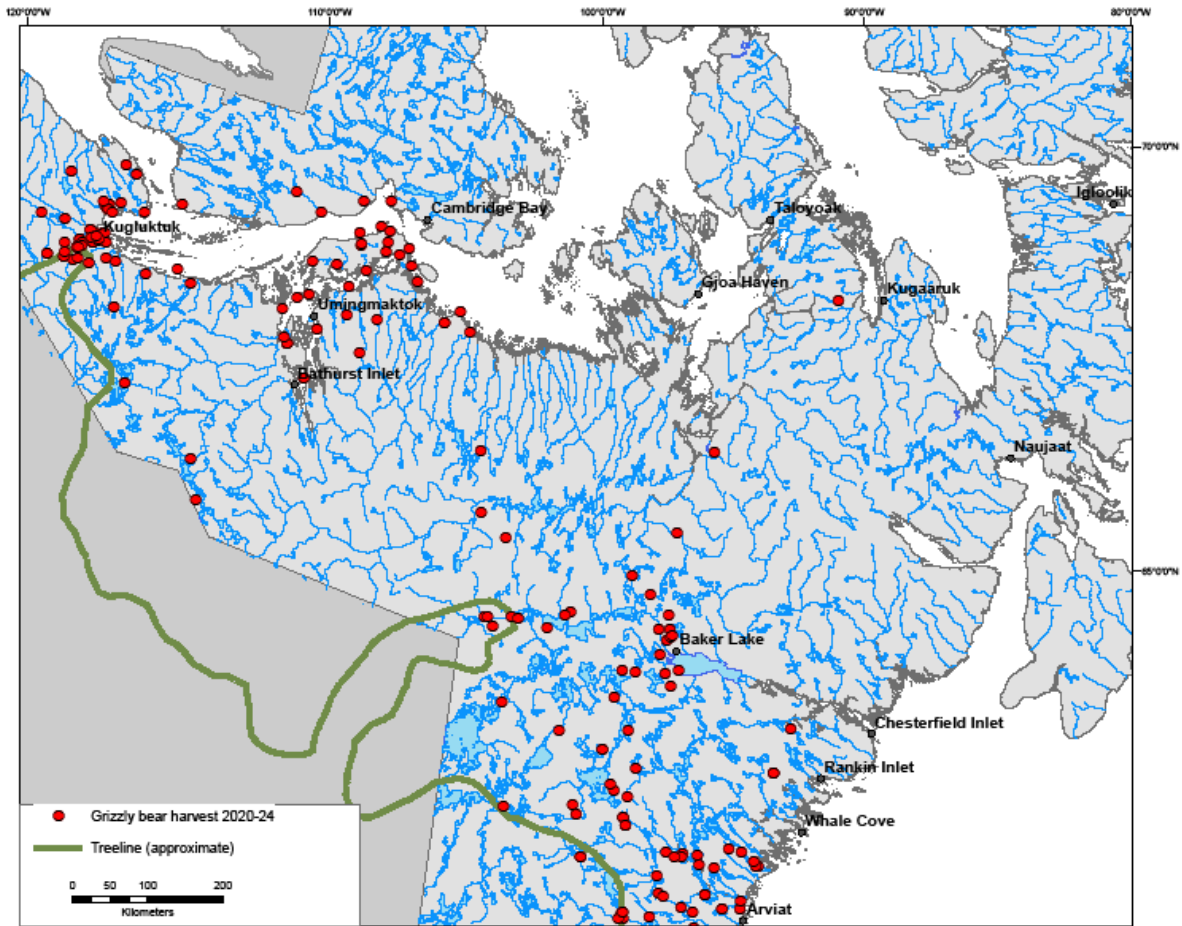 120°0'0"W
110°0'0"W
100°0'0"W
90°0'0"W
80°0'0"W
70°0'0"N
Igloolik
Cambridge Bay
Taloyoak
Kugluktuk
Gjoa Haven
Kugaaruk
Umingmaktok
Bathurst Inlet
Naujaat
65°0'0"N
Baker Lake
Chesterfield Inlet
Rankin Inlet
Whale Cove
Arviat
Grizzly bear harvest 2020-24
Treeline (approximate)
0 50 100 200
Kilometers